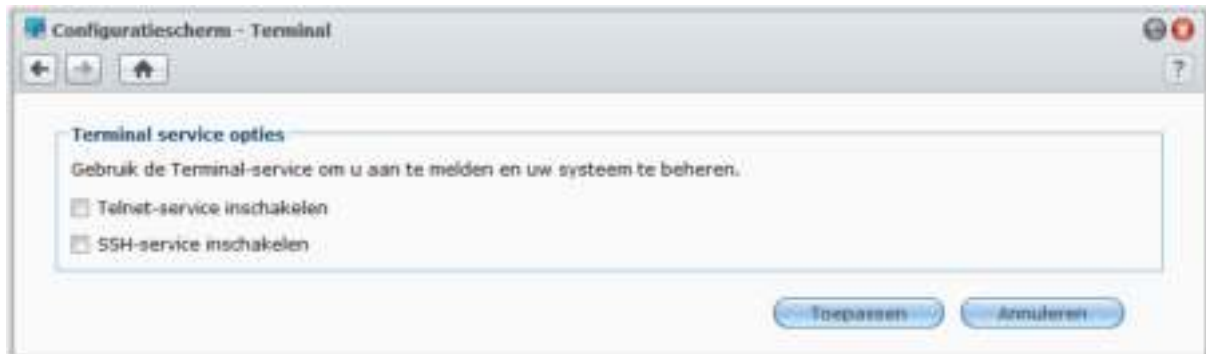 Configuratiescherm - Terminal
?
Terminal service opties
Gebruik de Terminal-service om u aan te melden en uw systeem te beheren.
Telnet-service inschakelen
SSH-service inschakelen
Toepassen Annuleren